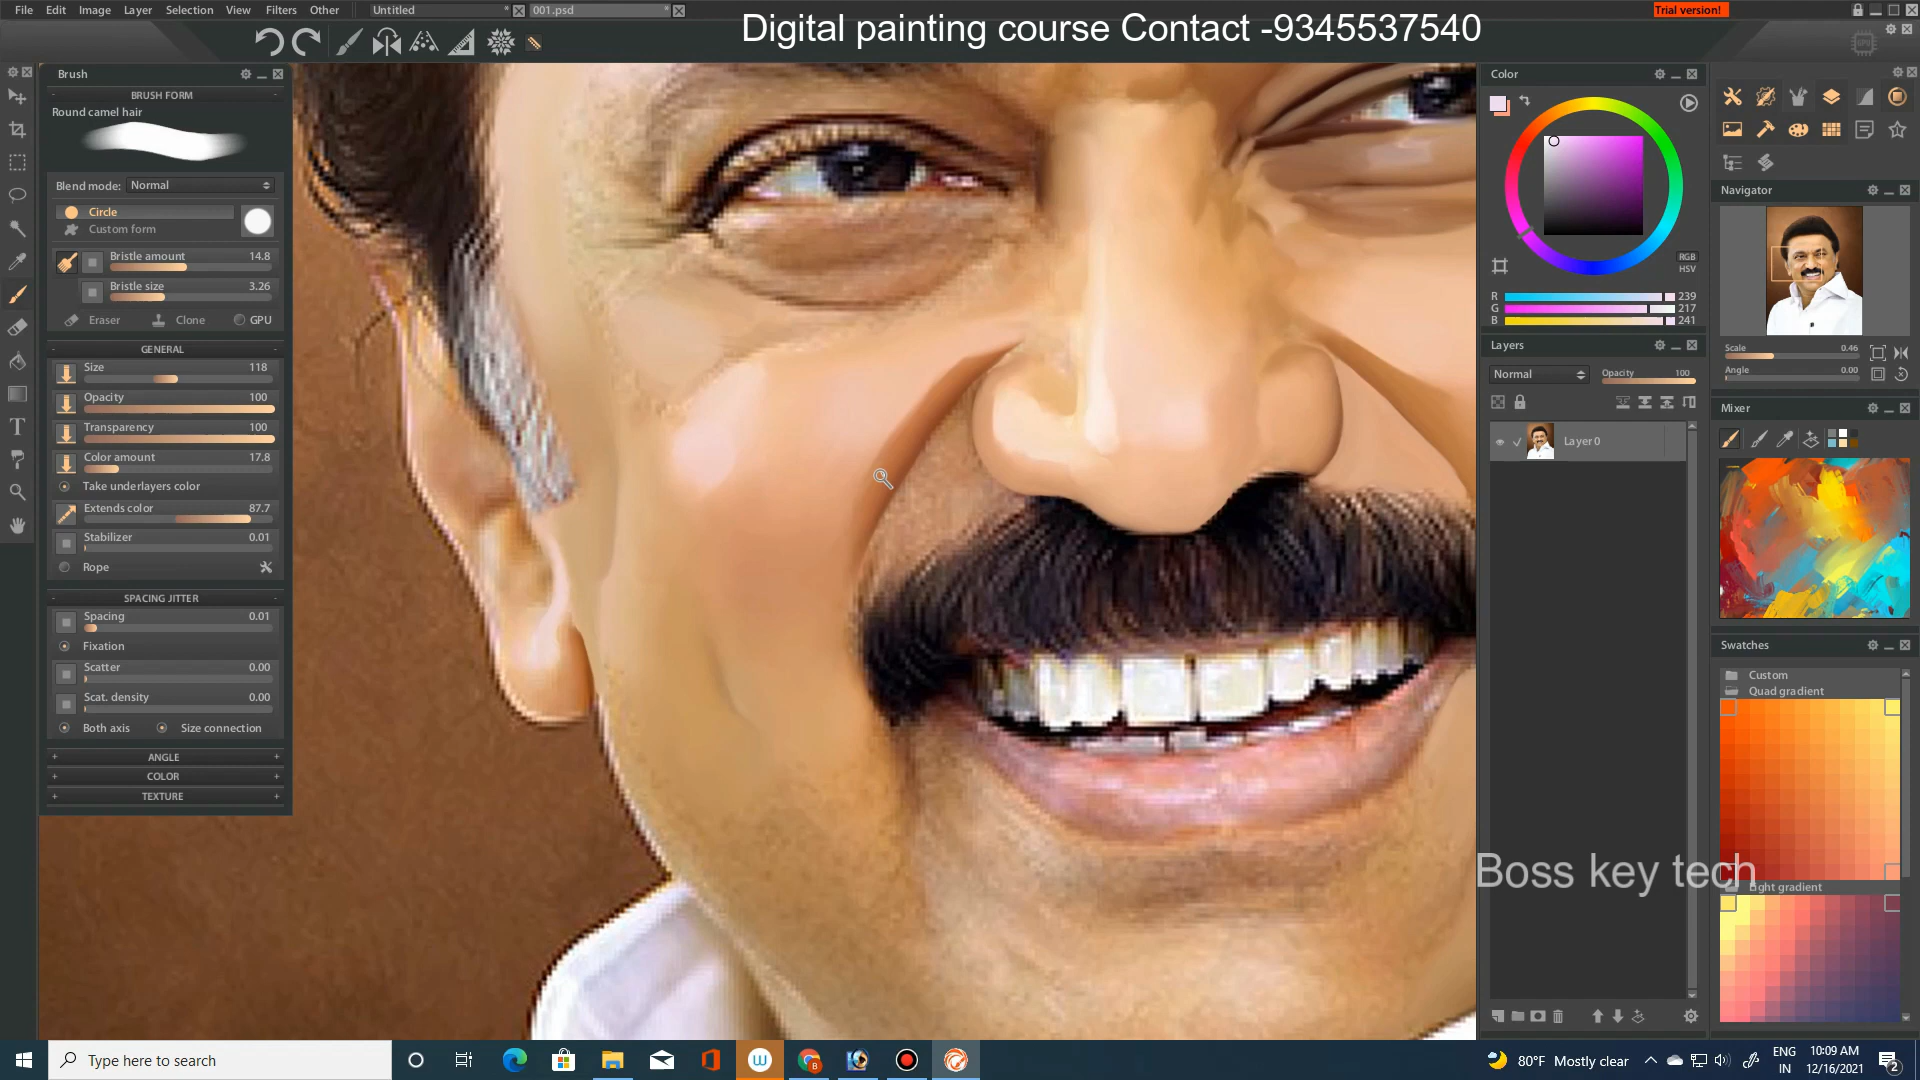 File Edit Image Layer Selection View Filters Other
Untitled *
001.psd *
Digital painting course Contact -9345537540
Trial version!
Brush
BRUSH FORM
Round camel hair
Blend mode: Normal
Circle
Custom form
Bristle amount 14.8
Bristle size 3.26
Eraser Clone GPU
GENERAL
Size 118
Opacity 100
Transparency 100
Color amount 17.8
Take underlayers color
Extends color 87.7
Stabilizer 0.01
Rope
SPACING JITTER
Spacing 0.01
Fixation
Scatter 0.00
Scat. density 0.00
Both axis Size connection
ANGLE
COLOR
TEXTURE
Color
RGB
HSV
R 239
G 217
B 241
Layers
Normal Opacity 100
Layer 0
Navigator
Scale 0.46
Angle 0.00
Mixer
Swatches
Custom
Quad gradient
Boss key tech
Light gradient
Type here to search
80°F Mostly clear
ENG
IN
10:09 AM
12/16/2021
2